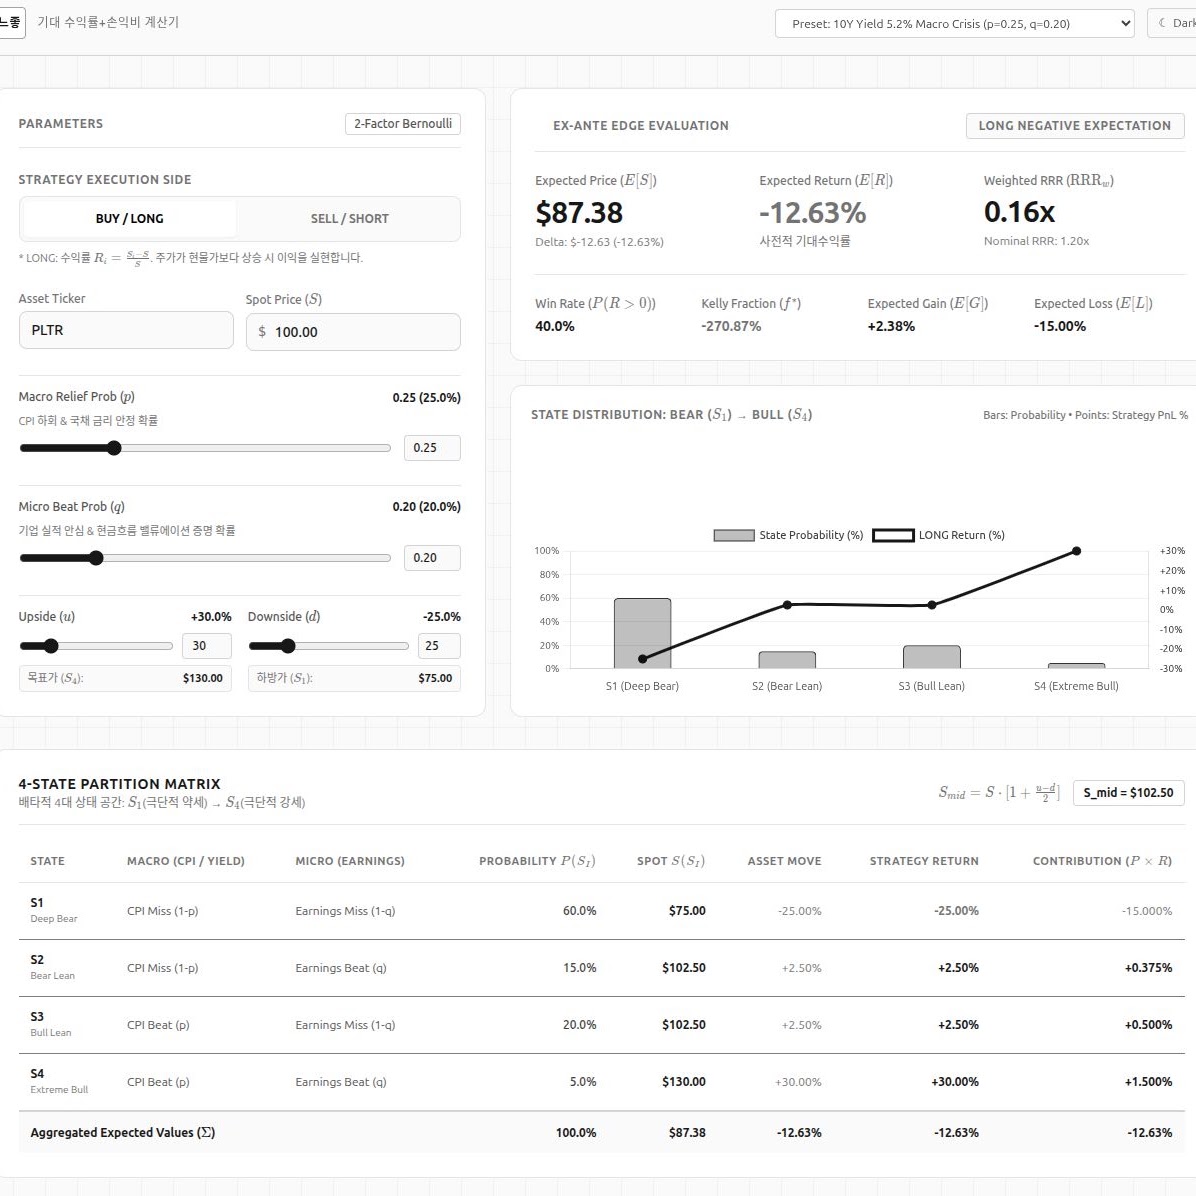 느좋 기대 수익률+손익비 계산기
Preset: 10Y Yield 5.2% Macro Crisis (p=0.25, q=0.20)
☾ Dark
PARAMETERS
2-Factor Bernoulli
STRATEGY EXECUTION SIDE
BUY / LONG
SELL / SHORT
* LONG: 수익률 R_i = (S_i−S)/S. 주가가 현물가보다 상승 시 이익을 실현합니다.
Asset Ticker
Spot Price (S)
PLTR
$ 100.00
Macro Relief Prob (p)
0.25 (25.0%)
CPI 하회 & 국채 금리 안정 확률
0.25
Micro Beat Prob (q)
0.20 (20.0%)
기업 실적 안심 & 현금흐름 밸류에이션 증명 확률
0.20
Upside (u) +30.0%
Downside (d) -25.0%
30
25
목표가 (S4): $130.00
하방가 (S1): $75.00
EX-ANTE EDGE EVALUATION
LONG NEGATIVE EXPECTATION
Expected Price (E[S])
Expected Return (E[R])
Weighted RRR (RRR_w)
$87.38
-12.63%
0.16x
Delta: $-12.63 (-12.63%)
사전적 기대수익률
Nominal RRR: 1.20x
Win Rate (P(R > 0))
Kelly Fraction (f*)
Expected Gain (E[G])
Expected Loss (E[L])
40.0%
-270.87%
+2.38%
-15.00%
STATE DISTRIBUTION: BEAR (S1) → BULL (S4)
Bars: Probability • Points: Strategy PnL %
State Probability (%)
LONG Return (%)
100%
80%
60%
40%
20%
0%
+30%
+20%
+10%
0%
-10%
-20%
-30%
S1 (Deep Bear)
S2 (Bear Lean)
S3 (Bull Lean)
S4 (Extreme Bull)
4-STATE PARTITION MATRIX
배타적 4대 상태 공간: S1(극단적 약세) → S4(극단적 강세)
S_mid = S · [1 + (u−d)/2]
S_mid = $102.50
STATE MACRO (CPI / YIELD) MICRO (EARNINGS) PROBABILITY P(S_I) SPOT S(S_I) ASSET MOVE STRATEGY RETURN CONTRIBUTION (P × R)
S1
Deep Bear
CPI Miss (1-p) Earnings Miss (1-q) 60.0% $75.00 -25.00% -25.00% -15.000%
S2
Bear Lean
CPI Miss (1-p) Earnings Beat (q) 15.0% $102.50 +2.50% +2.50% +0.375%
S3
Bull Lean
CPI Beat (p) Earnings Miss (1-q) 20.0% $102.50 +2.50% +2.50% +0.500%
S4
Extreme Bull
CPI Beat (p) Earnings Beat (q) 5.0% $130.00 +30.00% +30.00% +1.500%
Aggregated Expected Values (Σ) 100.0% $87.38 -12.63% -12.63% -12.63%